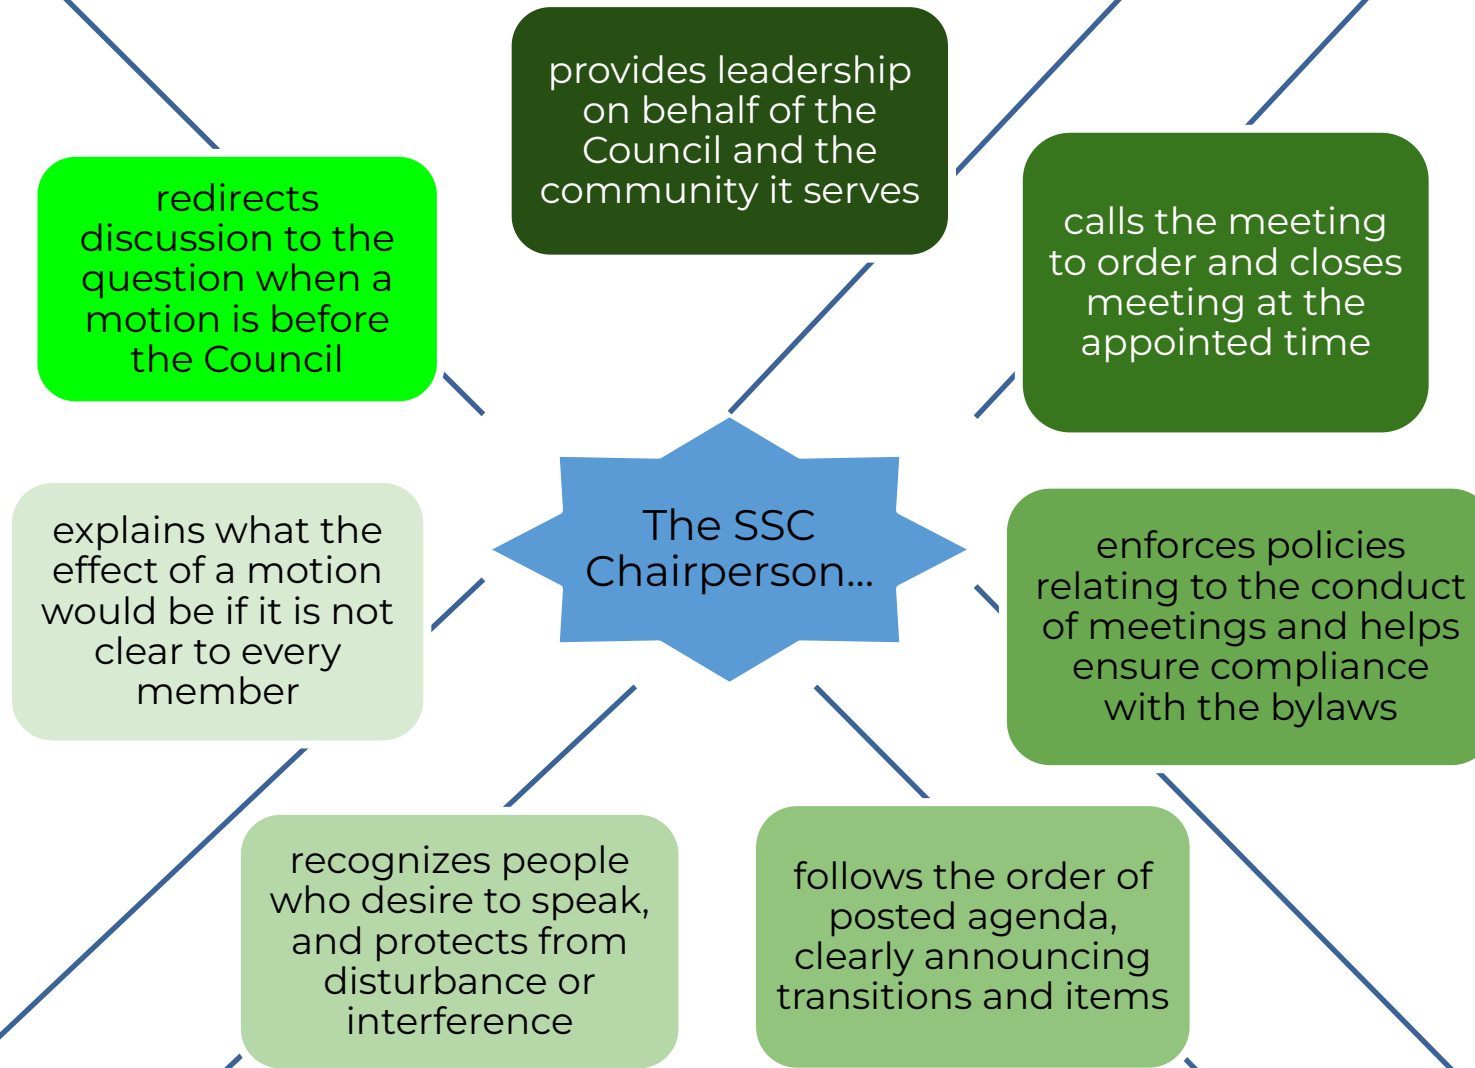 provides leadership
on behalf of the
Council and the
community it serves
redirects
discussion to the
question when a
motion is before
the Council
calls the meeting
to order and closes
meeting at the
appointed time
The SSC
Chairperson...
explains what the
effect of a motion
would be if it is not
clear to every
member
enforces policies
relating to the conduct
of meetings and helps
ensure compliance
with the bylaws
recognizes people
who desire to speak,
and protects from
disturbance or
interference
follows the order of
posted agenda,
clearly announcing
transitions and items